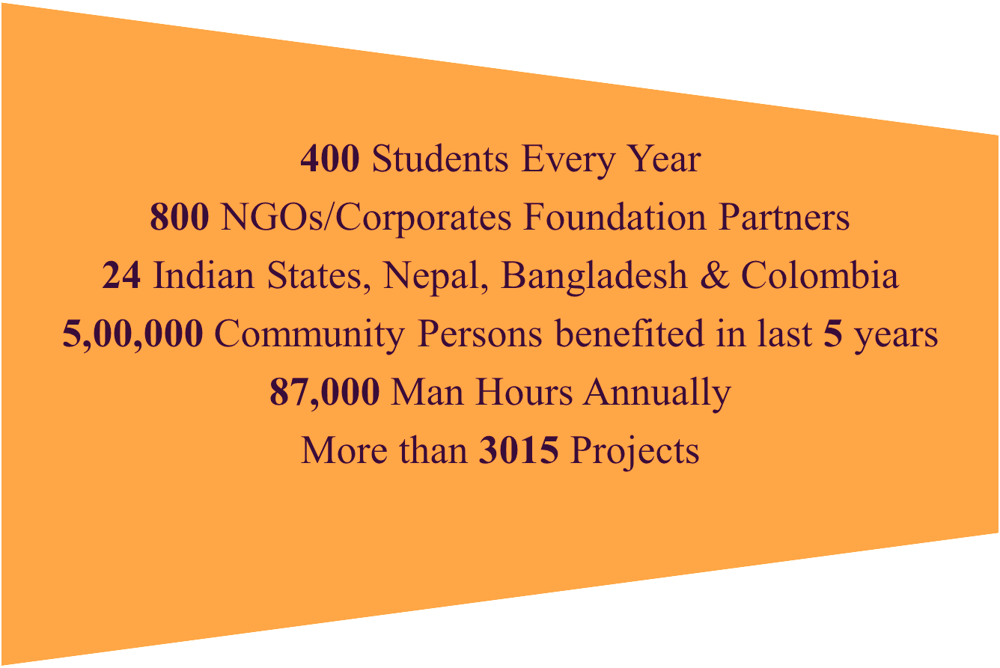 400 Students Every Year
800 NGOs/Corporates Foundation Partners
24 Indian States, Nepal, Bangladesh & Colombia
5,00,000 Community Persons benefited in last 5 years
87,000 Man Hours Annually
More than 3015 Projects